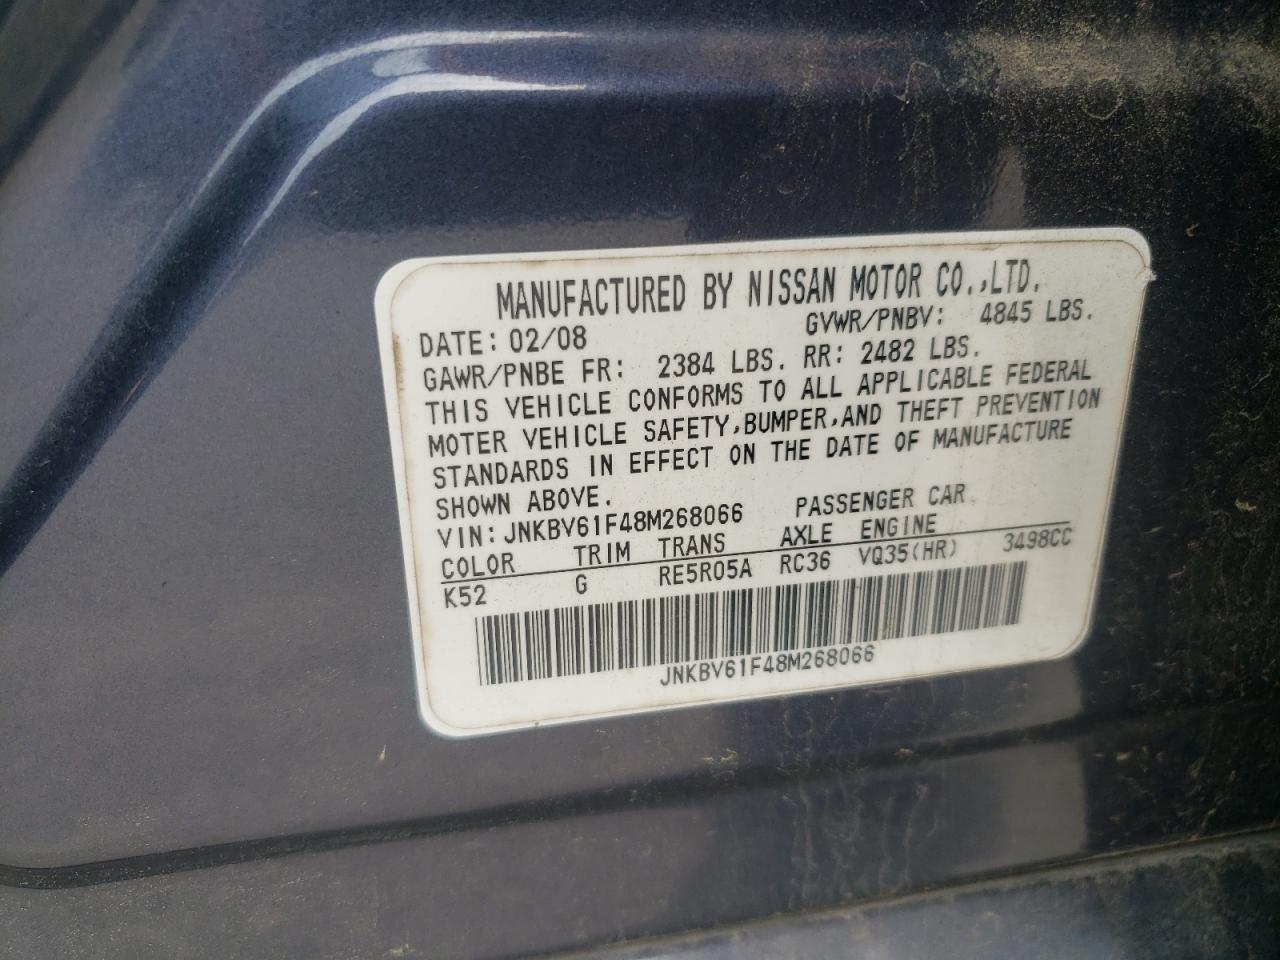 MANUFACTURED BY NISSAN MOTOR CO.,LTD.
DATE: 02/08 GVWR/PNBV: 4845 LBS.
GAWR/PNBE FR: 2384 LBS. RR: 2482 LBS.
THIS VEHICLE CONFORMS TO ALL APPLICABLE FEDERAL
MOTER VEHICLE SAFETY,BUMPER,AND THEFT PREVENTION
STANDARDS IN EFFECT ON THE DATE OF MANUFACTURE
SHOWN ABOVE.
VIN: JNKBV61F48M268066 PASSENGER CAR
COLOR TRIM TRANS AXLE ENGINE
K52 G RE5R05A RC36 VQ35(HR) 3498CC
JNKBV61F48M268066